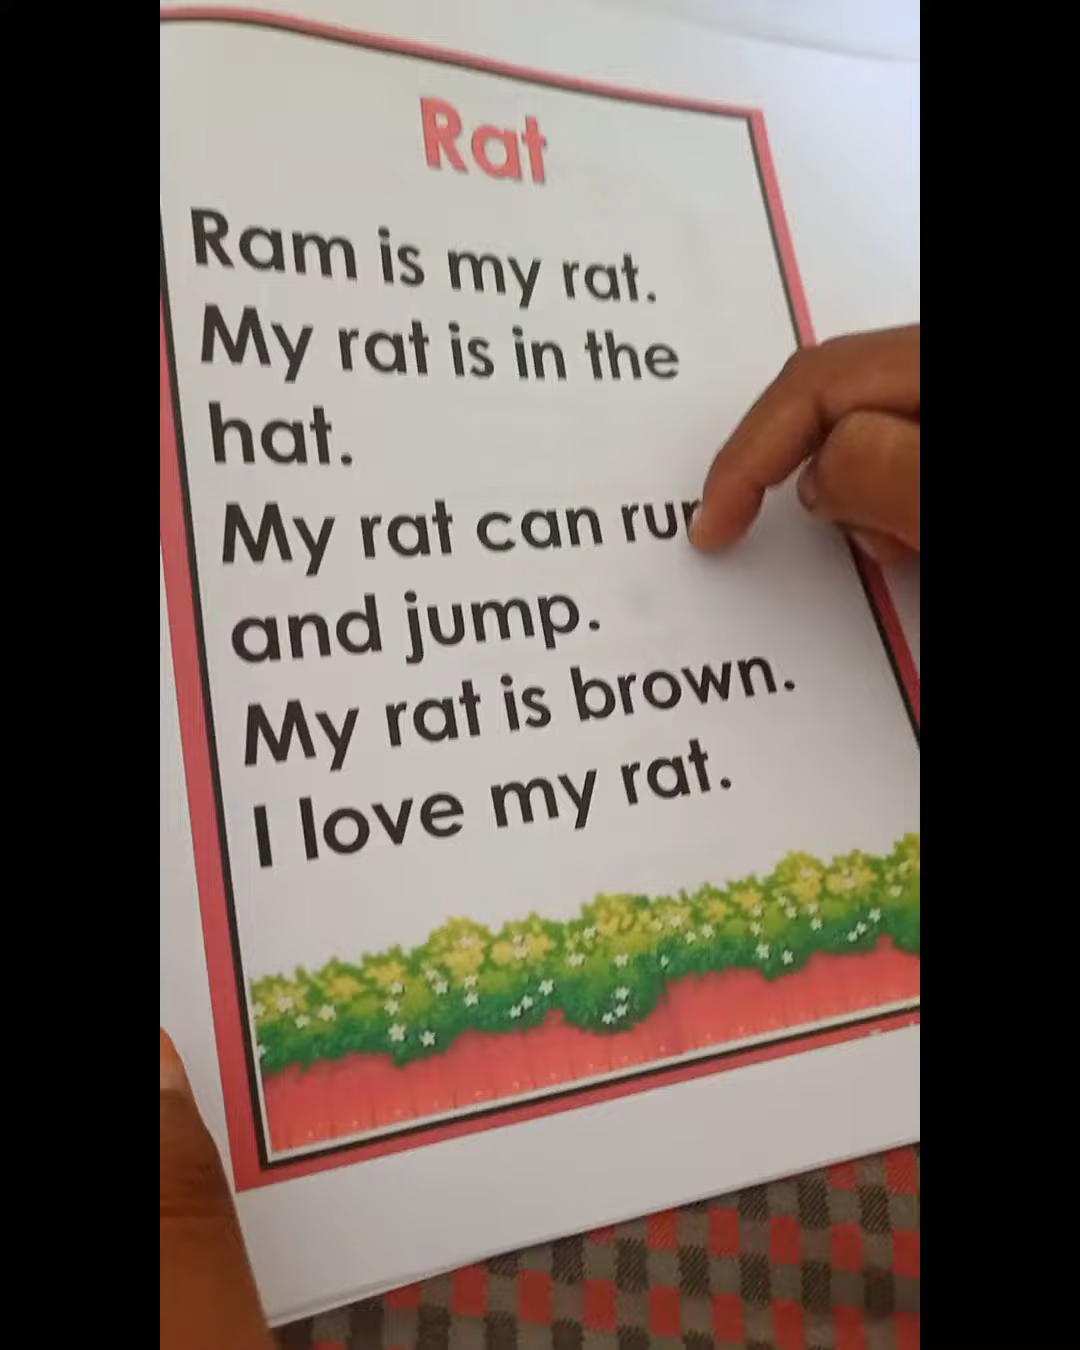 Rat
Ram is my rat.
My rat is in the
hat.
My rat can run
and jump.
My rat is brown.
I love my rat.